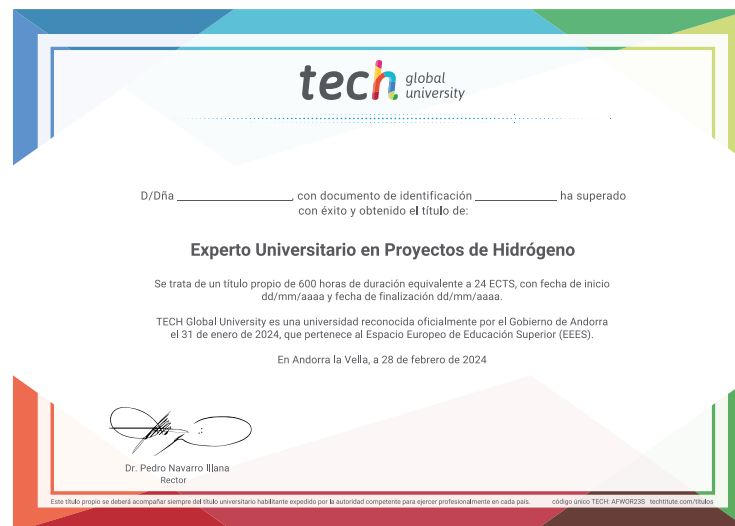 tech global university
D/Dña ____________, con documento de identificación ____________ ha superado
con éxito y obtenido el título de:
Experto Universitario en Proyectos de Hidrógeno
Se trata de un título propio de 600 horas de duración equivalente a 24 ECTS, con fecha de inicio
dd/mm/aaaa y fecha de finalización dd/mm/aaaa.
TECH Global University es una universidad reconocida oficialmente por el Gobierno de Andorra
el 31 de enero de 2024, que pertenece al Espacio Europeo de Educación Superior (EEES).
En Andorra la Vella, a 28 de febrero de 2024
Dr. Pedro Navarro Illana
Rector
Este título propio se deberá acompañar siempre del título universitario habilitante expedido por la autoridad competente para ejercer profesionalmente en cada país. código único TECH: AFWOR23S techtitute.com/titulos